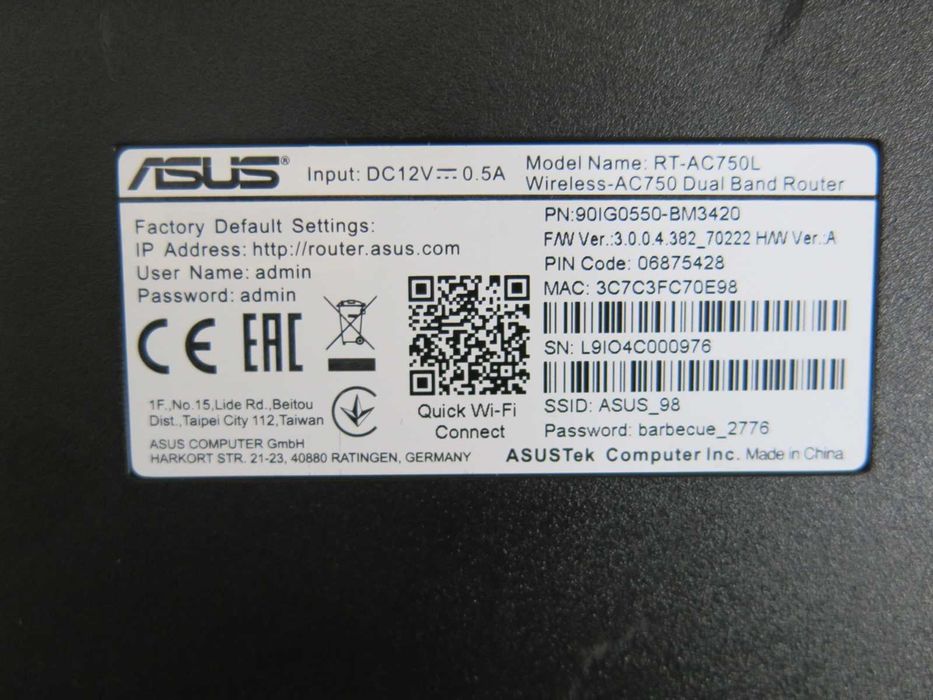 ASUS® Input: DC12V⎓0.5A
Model Name: RT-AC750L
Wireless-AC750 Dual Band Router
Factory Default Settings:
IP Address: http://router.asus.com
User Name: admin
Password: admin
CE EAC
1F.,No.15,Lide Rd.,Beitou
Dist.,Taipei City 112,Taiwan
ASUS COMPUTER GmbH
HARKORT STR. 21-23, 40880 RATINGEN, GERMANY
Quick Wi-Fi
Connect
PN:90IG0550-BM3420
F/W Ver.:3.0.0.4.382_70222 H/W Ver.:A
PIN Code: 06875428
MAC: 3C7C3FC70E98
SN: L9IO4C000976
SSID: ASUS_98
Password: barbecue_2776
ASUSTek Computer Inc. Made in China